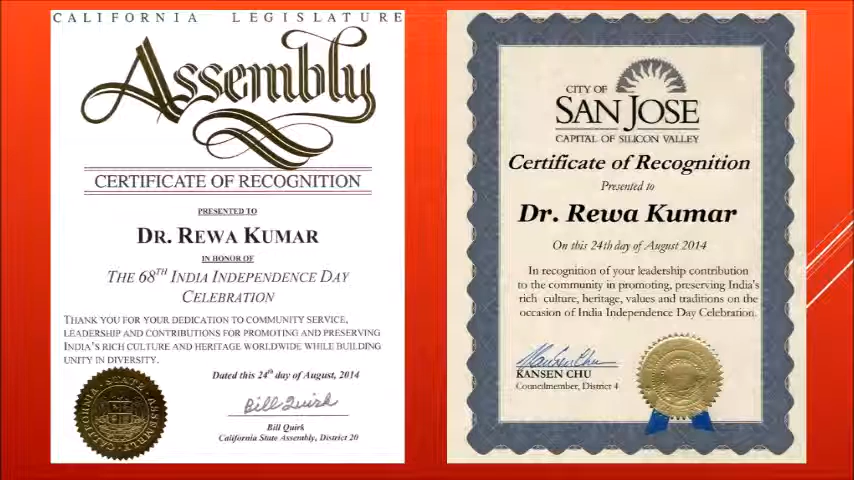 CALIFORNIA LEGISLATURE
Assembly
CERTIFICATE OF RECOGNITION
PRESENTED TO
DR. REWA KUMAR
IN HONOR OF
THE 68TH INDIA INDEPENDENCE DAY
CELEBRATION
THANK YOU FOR YOUR DEDICATION TO COMMUNITY SERVICE,
LEADERSHIP AND CONTRIBUTIONS FOR PROMOTING AND PRESERVING
INDIA'S RICH CULTURE AND HERITAGE WORLDWIDE WHILE BUILDING
UNITY IN DIVERSITY.
Dated this 24th day of August, 2014
Bill Quirk
Bill Quirk
California State Assembly, District 20
CITY OF
SAN JOSE
CAPITAL OF SILICON VALLEY
Certificate of Recognition
Presented to
Dr. Rewa Kumar
On this 24th day of August 2014
In recognition of your leadership contribution
to the community in promoting, preserving India's
rich culture, heritage, values and traditions on the
occasion of India Independence Day Celebration.
Kansen Chu
KANSEN CHU
Councilmember, District 4